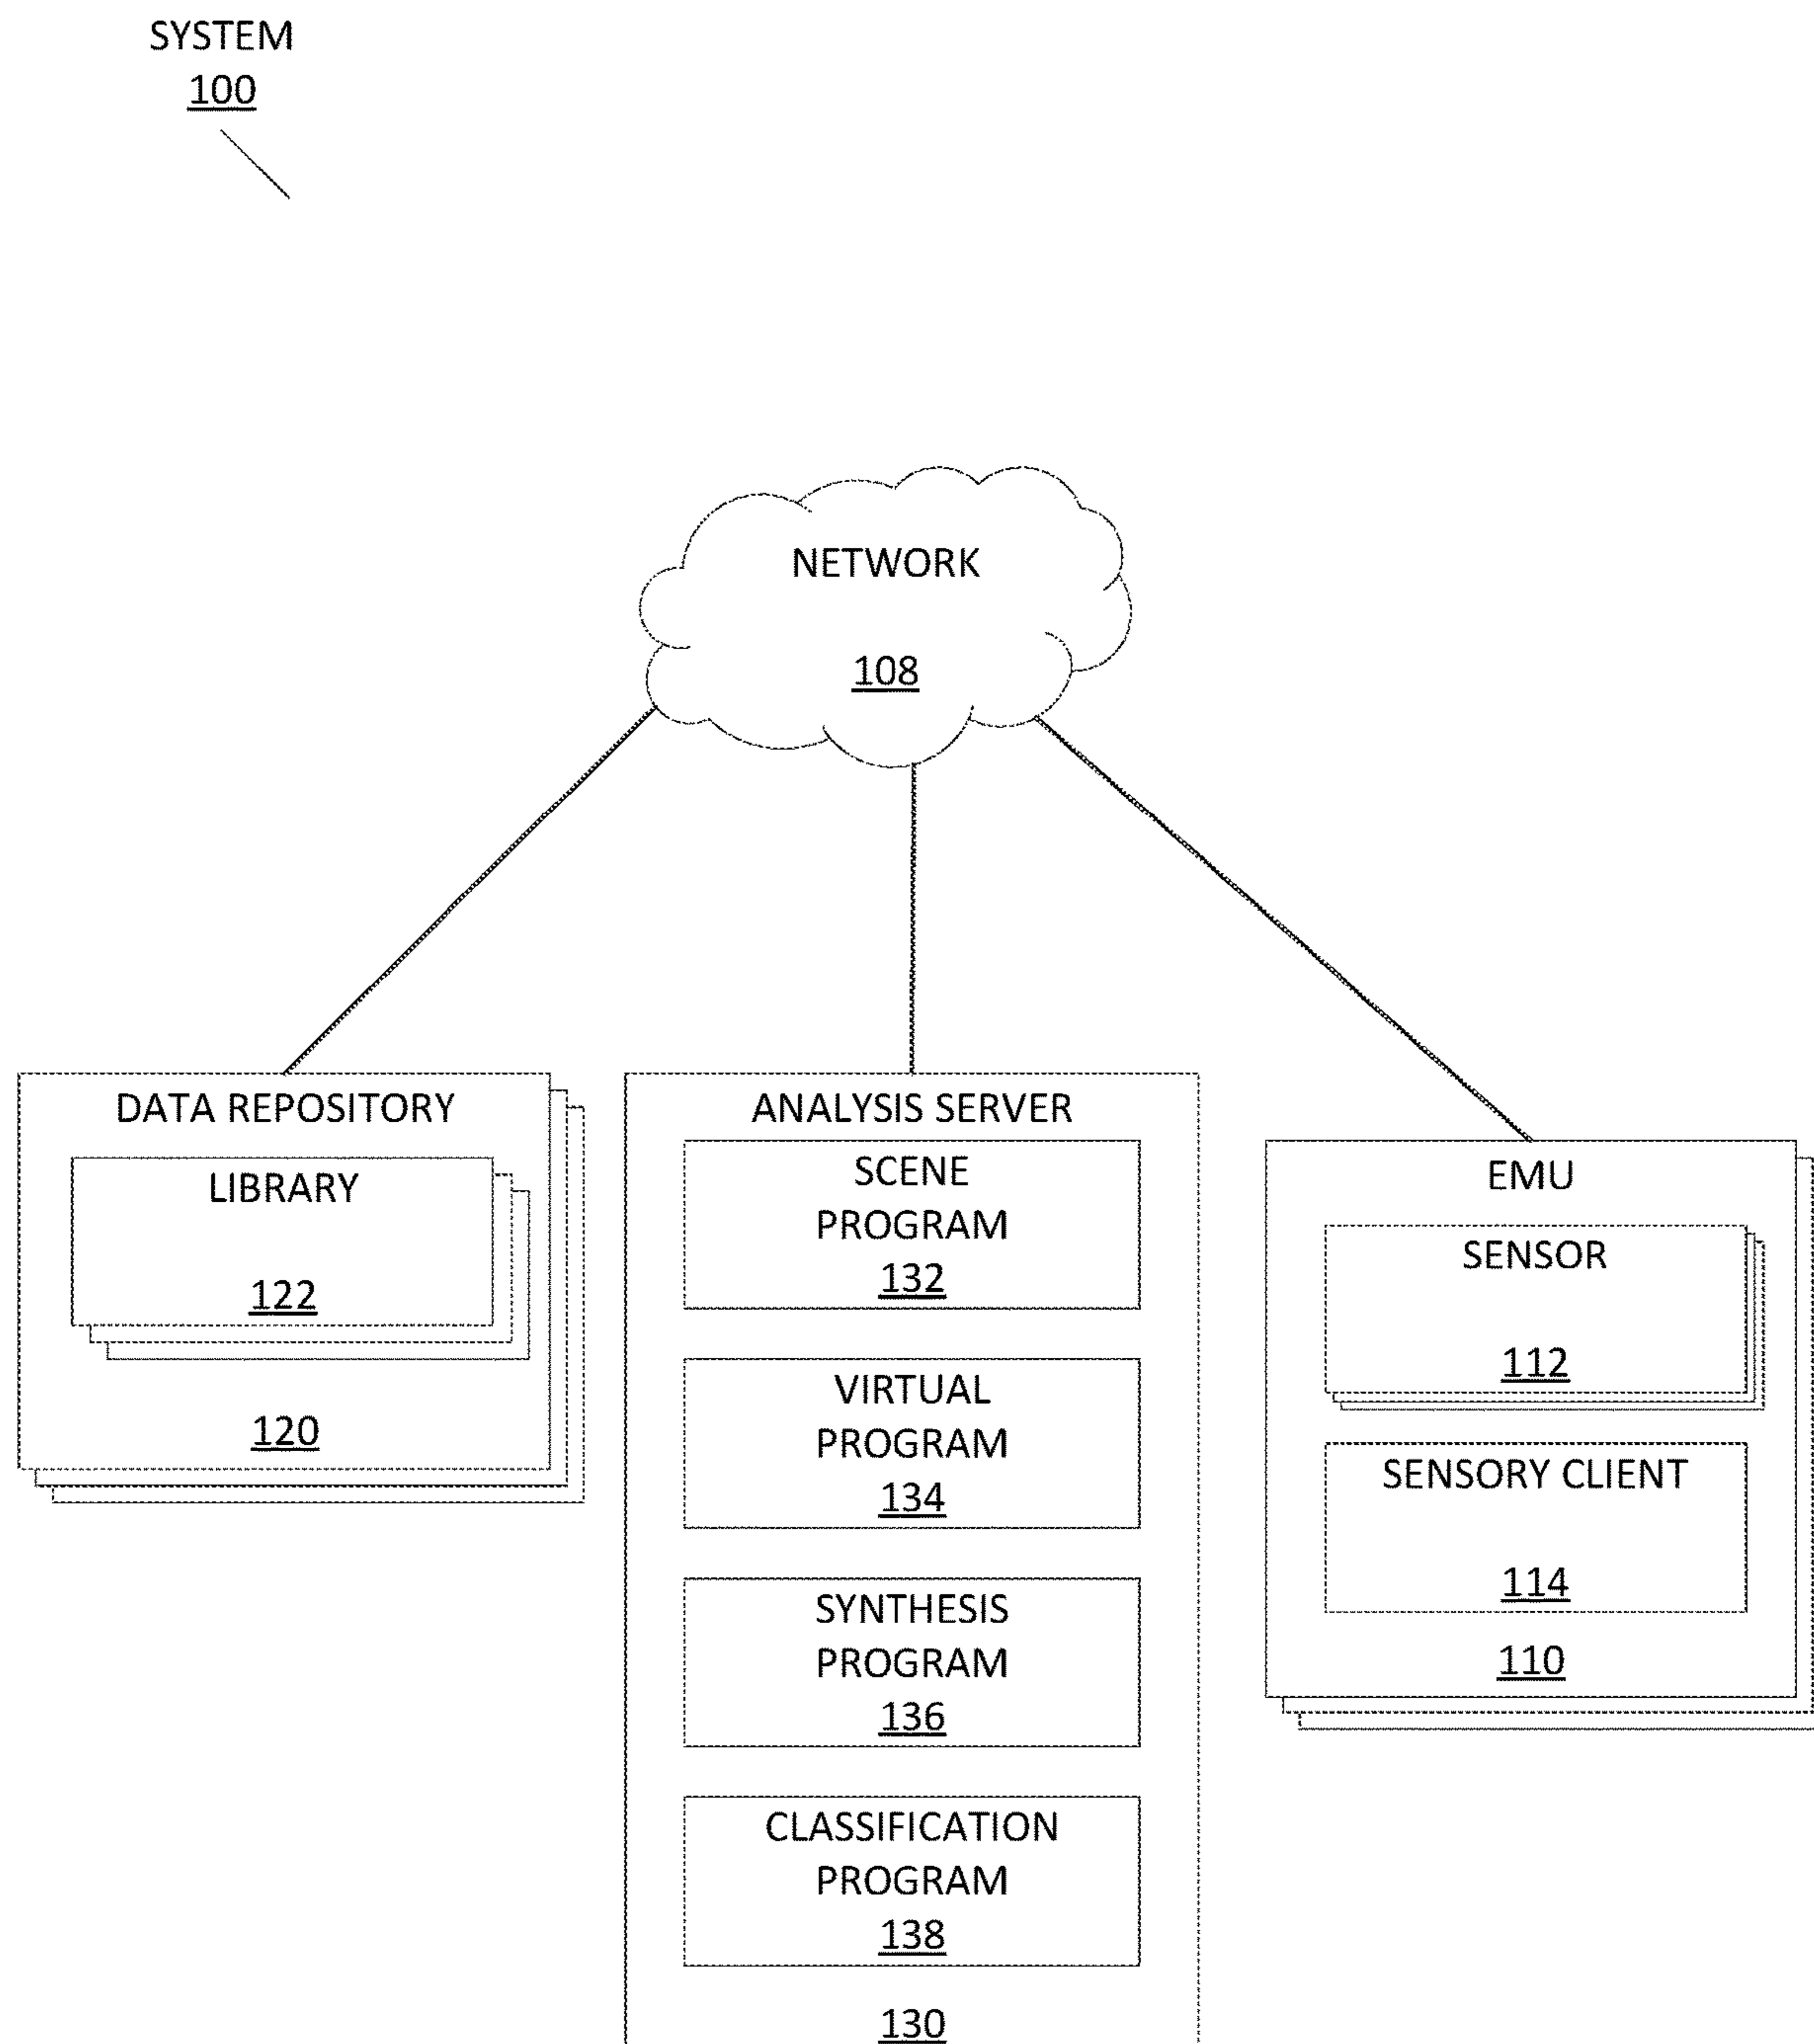 SYSTEM
100
NETWORK
108
DATA REPOSITORY
LIBRARY
122
120
ANALYSIS SERVER
SCENE
PROGRAM
132
VIRTUAL
PROGRAM
134
SYNTHESIS
PROGRAM
136
CLASSIFICATION
PROGRAM
138
130
EMU
SENSOR
112
SENSORY CLIENT
114
110